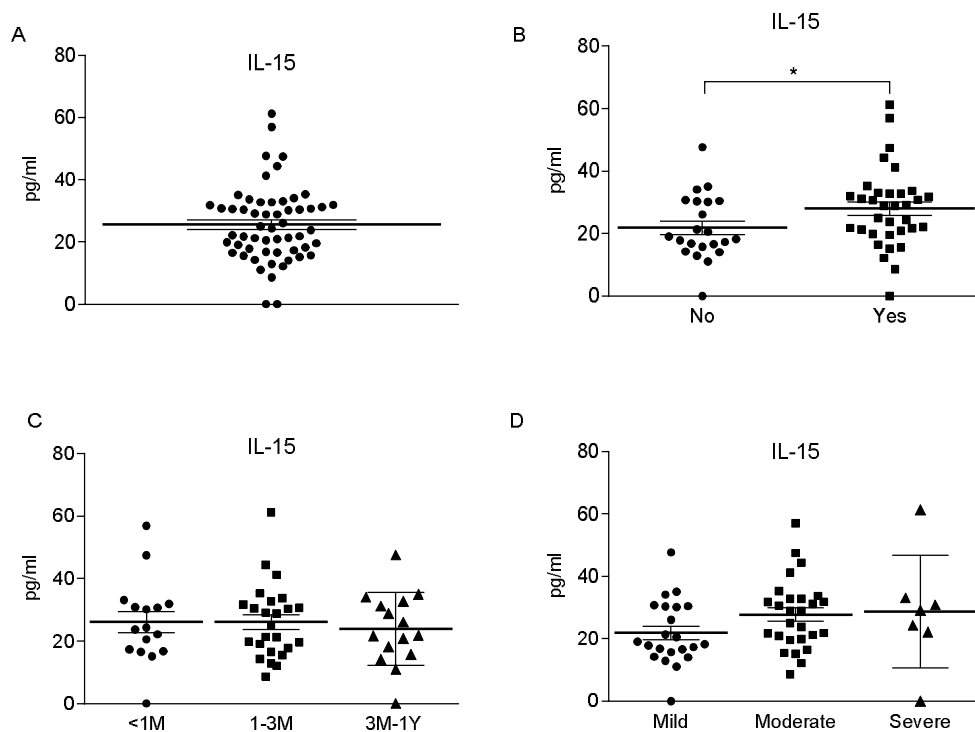 A
IL-15
pg/ml
80
60
40
20
0
B
IL-15
pg/ml
80
60
40
20
0
*
No
Yes
C
IL-15
pg/ml
80
60
40
20
0
<1M
1-3M
3M-1Y
D
IL-15
pg/ml
80
60
40
20
0
Mild
Moderate
Severe